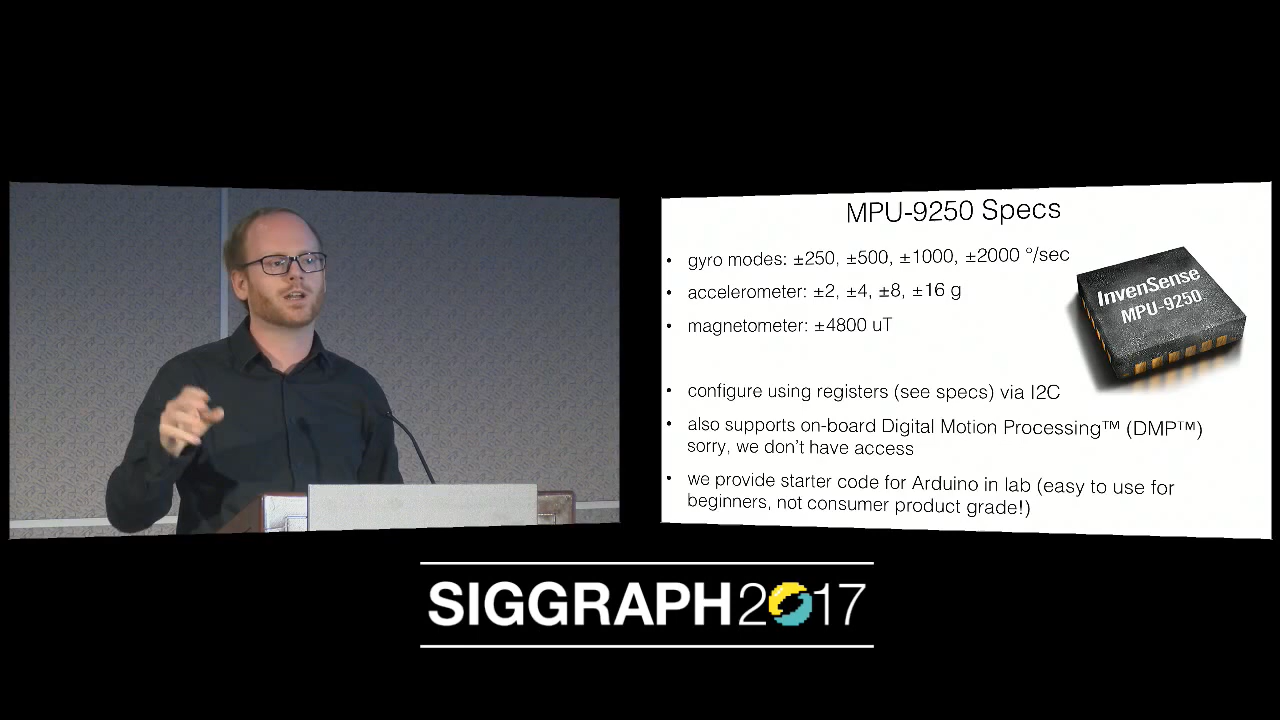 MPU-9250 Specs
• gyro modes: ±250, ±500, ±1000, ±2000 °/sec
• accelerometer: ±2, ±4, ±8, ±16 g
• magnetometer: ±4800 uT
InvenSense
MPU-9250
• configure using registers (see specs) via I2C
• also supports on-board Digital Motion Processing™ (DMP™)
sorry, we don't have access
• we provide starter code for Arduino in lab (easy to use for
beginners, not consumer product grade!)
SIGGRAPH2017